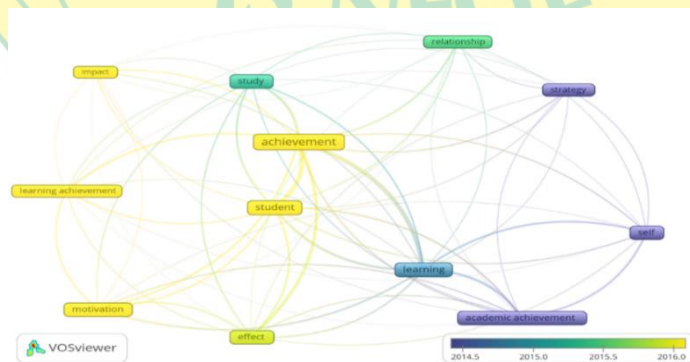 relationship
impact
study
strategy
achievement
learning achievement
student
self
learning
motivation
academic achievement
effect
VOSviewer
2014.5 2015.0 2015.5 2016.0